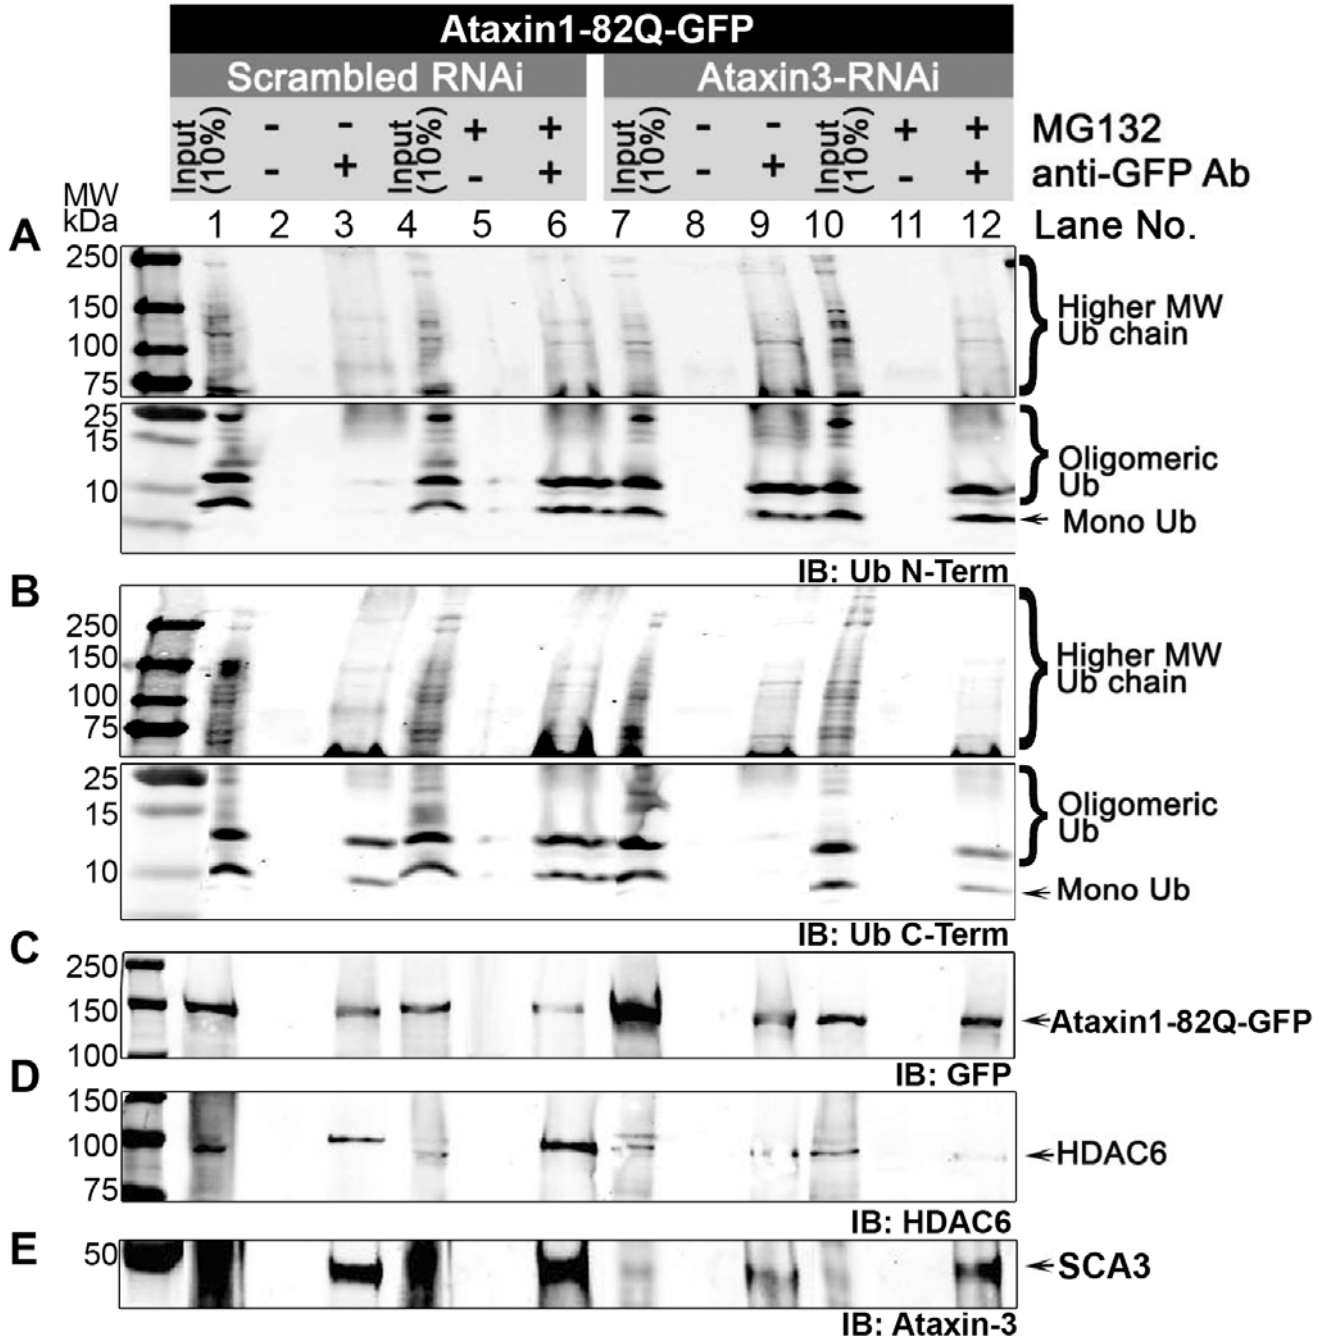 Ataxin1-82Q-GFP
Scrambled RNAi Ataxin3-RNAi
Input (10%) - - Input (10%) + + Input (10%) - - Input (10%) + + MG132
- + - + - + - + anti-GFP Ab
MW
kDa 1 2 3 4 5 6 7 8 9 10 11 12 Lane No.
A
250
150
100
75
Higher MW
Ub chain
25
15
10
Oligomeric
Ub
Mono Ub
IB: Ub N-Term
B
250
150
100
75
Higher MW
Ub chain
25
15
10
Oligomeric
Ub
Mono Ub
IB: Ub C-Term
C
250
150
100
Ataxin1-82Q-GFP
IB: GFP
D
150
100
75
HDAC6
IB: HDAC6
E
50
SCA3
IB: Ataxin-3